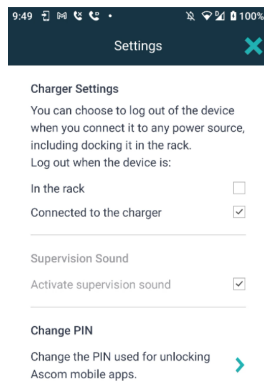 9:49 100%
Settings
Charger Settings
You can choose to log out of the device
when you connect it to any power source,
including docking it in the rack.
Log out when the device is:
In the rack
Connected to the charger
Supervision Sound
Activate supervision sound
Change PIN
Change the PIN used for unlocking
Ascom mobile apps.